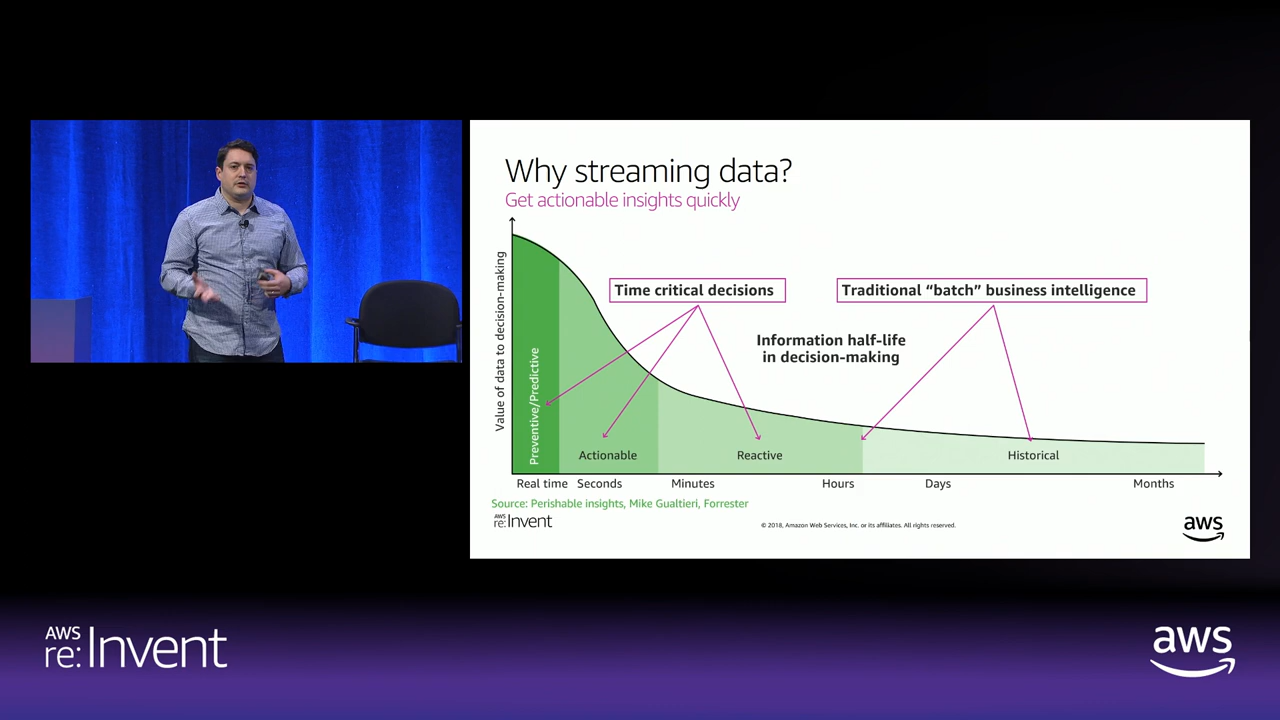 Why streaming data?
Get actionable insights quickly
Value of data to decision-making
Time critical decisions
Traditional “batch” business intelligence
Information half-life
in decision-making
Preventive/Predictive
Actionable
Reactive
Historical
Real time
Seconds
Minutes
Hours
Days
Months
Source: Perishable insights, Mike Gualtieri, Forrester
AWS
re:Invent
© 2018, Amazon Web Services, Inc. or its affiliates. All rights reserved.
aws
AWS
re:Invent
aws